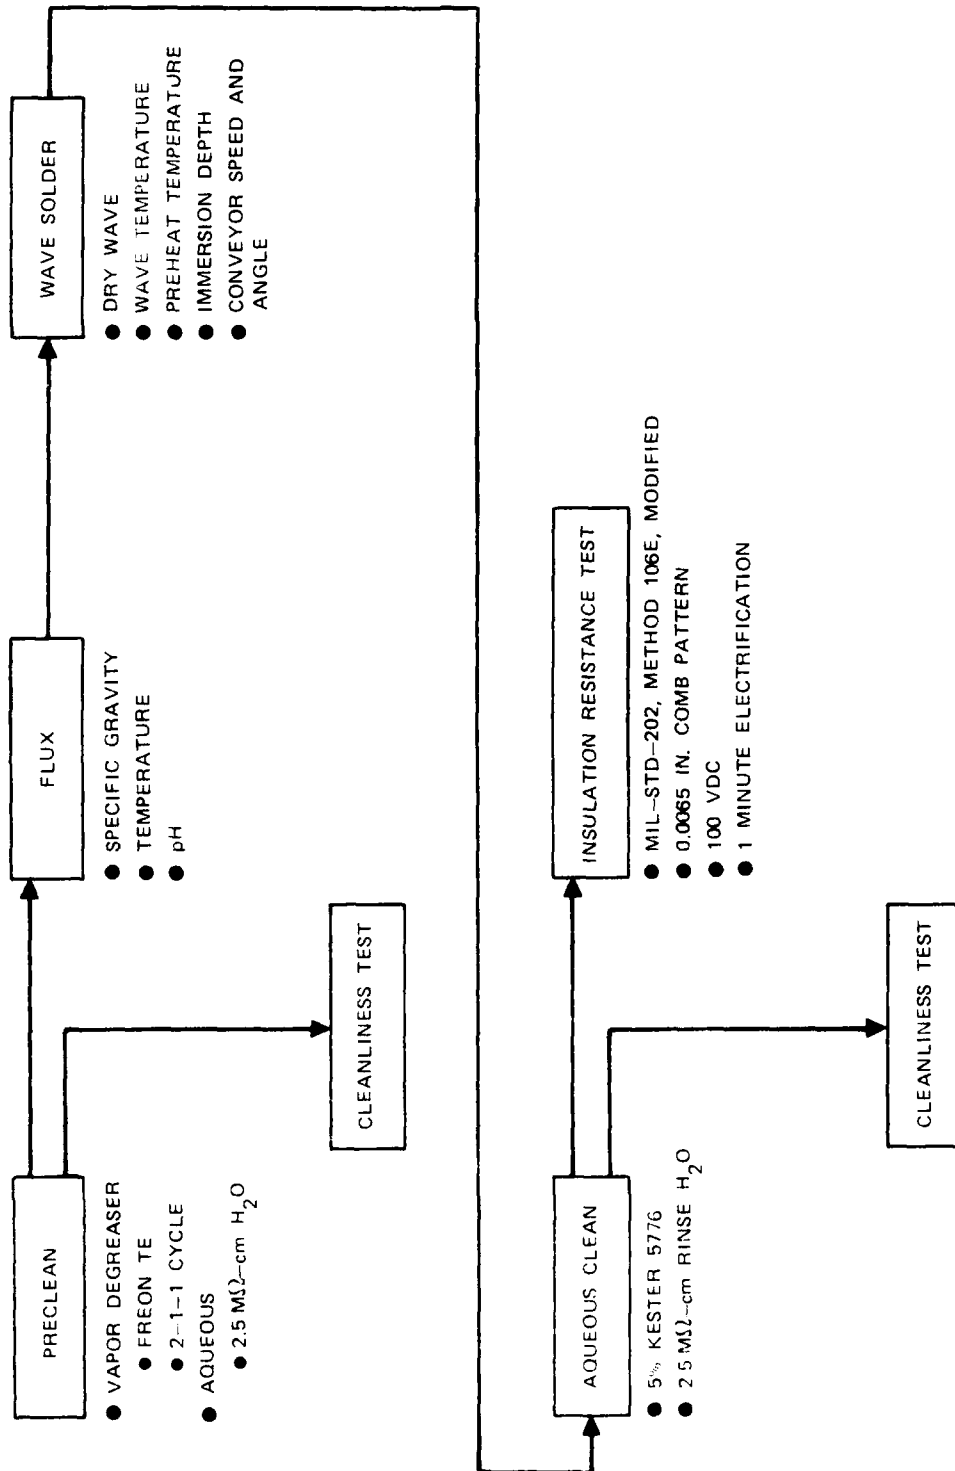 PRECLEAN
● VAPOR DEGREASER
● FREON TE
● 2-1-1 CYCLE
● AQUEOUS
● 2.5 MΩ-cm H2O
CLEANLINESS TEST
FLUX
● SPECIFIC GRAVITY
● TEMPERATURE
● pH
WAVE SOLDER
● DRY WAVE
● WAVE TEMPERATURE
● PREHEAT TEMPERATURE
● IMMERSION DEPTH
● CONVEYOR SPEED AND
ANGLE
AQUEOUS CLEAN
● 5% KESTER 5776
● 2.5 MΩ-cm RINSE H2O
CLEANLINESS TEST
INSULATION RESISTANCE TEST
● MIL-STD-202, METHOD 106E, MODIFIED
● 0.0065 IN. COMB PATTERN
● 100 VDC
● 1 MINUTE ELECTRIFICATION